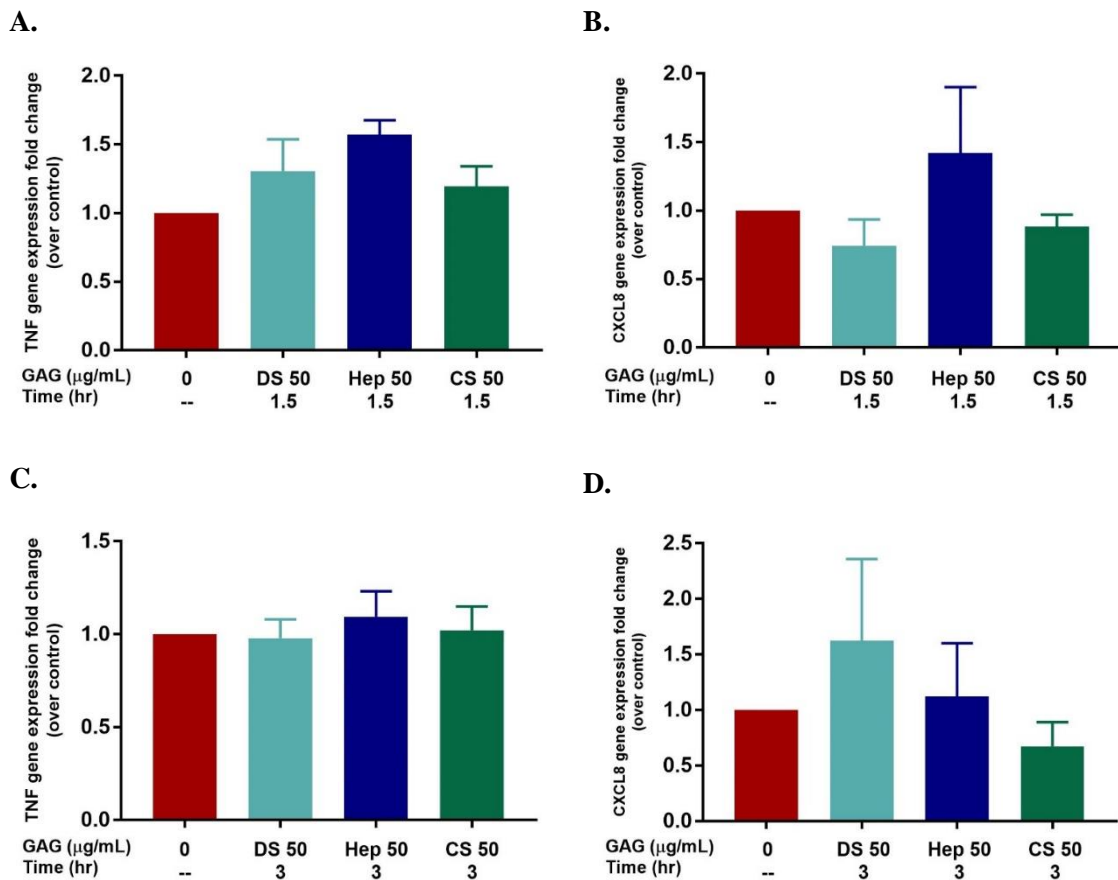 A.
TNF gene expression fold change
(over control)
2.0
1.5
1.0
0.5
0.0
GAG (µg/mL) 0 DS 50 Hep 50 CS 50
Time (hr) -- 1.5 1.5 1.5
B.
CXCL8 gene expression fold change
(over control)
2.0
1.5
1.0
0.5
0.0
GAG (µg/mL) 0 DS 50 Hep 50 CS 50
Time (hr) -- 1.5 1.5 1.5
C.
TNF gene expression fold change
(over control)
1.5
1.0
0.5
0.0
GAG (µg/mL) 0 DS 50 Hep 50 CS 50
Time (hr) -- 3 3 3
D.
CXCL8 gene expression fold change
(over control)
2.5
2.0
1.5
1.0
0.5
0.0
GAG (µg/mL) 0 DS 50 Hep 50 CS 50
Time (hr) -- 3 3 3